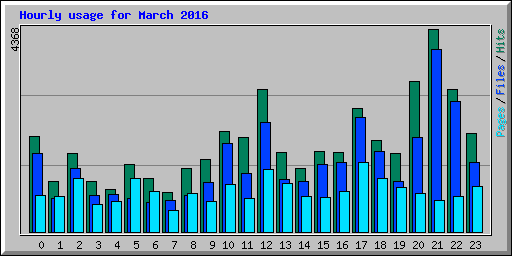 Hourly usage for March 2016
4368
Pages / Files / Hits
0 1 2 3 4 5 6 7 8 9 10 11 12 13 14 15 16 17 18 19 20 21 22 23